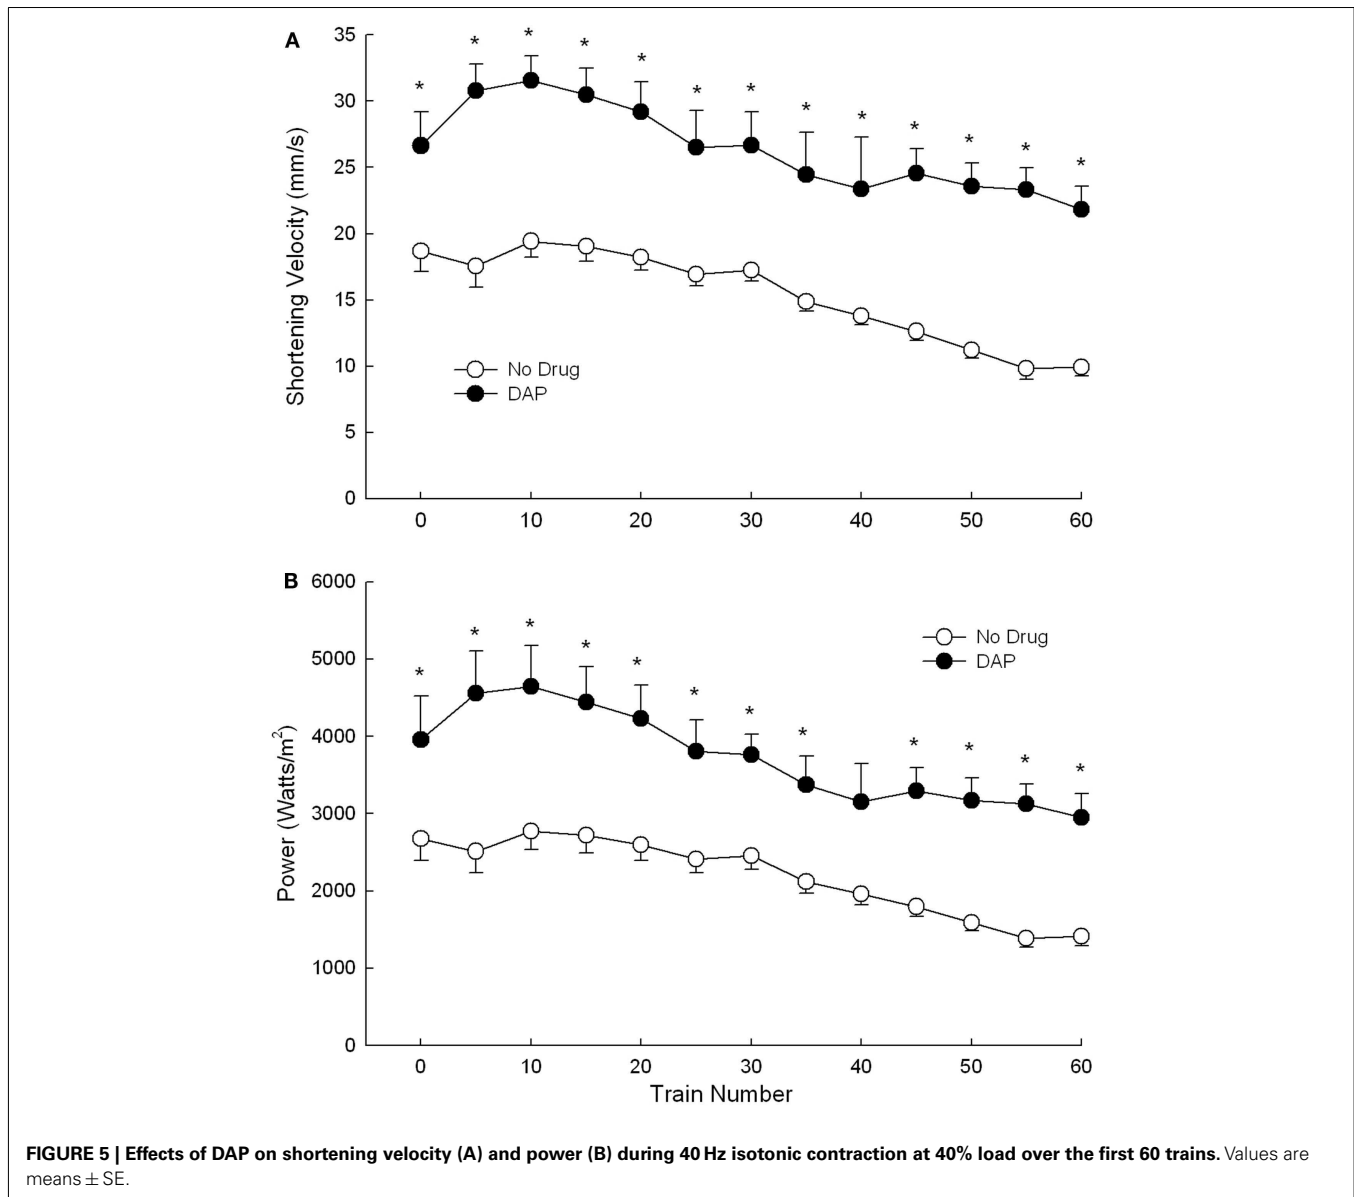 A
35
30
25
20
15
10
5
0
Shortening Velocity (mm/s)
* * * * * * * * * * * * *
No Drug
DAP
0 10 20 30 40 50 60
B
6000
5000
4000
3000
2000
1000
0
Power (Watts/m²)
* * * * * * * * * * * *
No Drug
DAP
0 10 20 30 40 50 60
Train Number
FIGURE 5 | Effects of DAP on shortening velocity (A) and power (B) during 40 Hz isotonic contraction at 40% load over the first 60 trains. Values are
means ± SE.